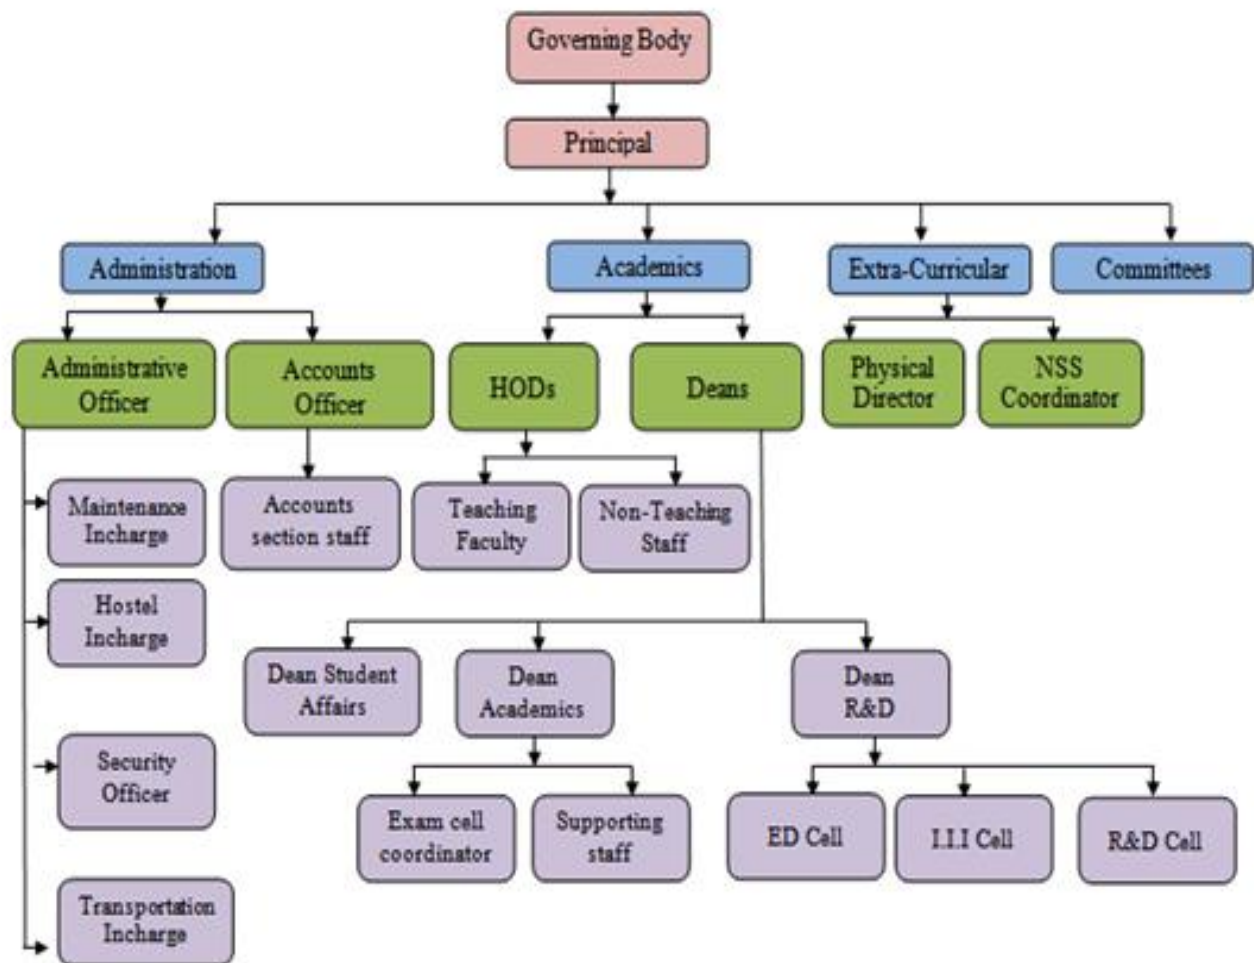 Governing Body
Principal
Administration
Academics
Extra-Curricular
Committees
Administrative
Officer
Accounts
Officer
HODs
Deans
Physical
Director
NSS
Coordinator
Maintenance
Incharge
Accounts
section staff
Teaching
Faculty
Non-Teaching
Staff
Hostel
Incharge
Dean Student
Affairs
Dean
Academics
Dean
R&D
Security
Officer
Exam cell
coordinator
Supporting
staff
ED Cell
I.I.I Cell
R&D Cell
Transportation
Incharge